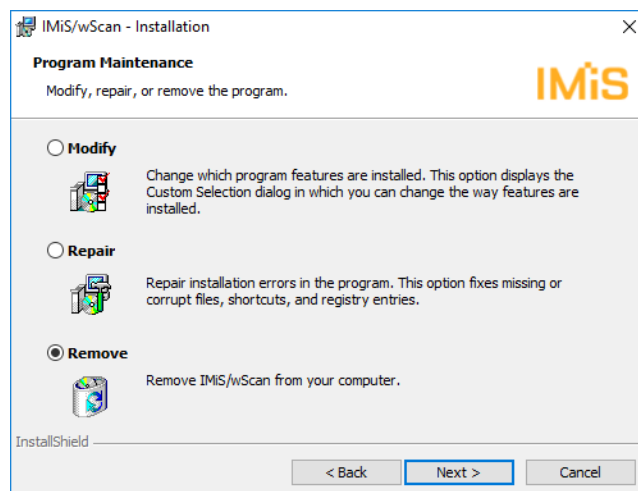 IMiS/wScan - Installation
Program Maintenance
Modify, repair, or remove the program.
IMiS
Modify
Change which program features are installed. This option displays the
Custom Selection dialog in which you can change the way features are
installed.
Repair
Repair installation errors in the program. This option fixes missing or
corrupt files, shortcuts, and registry entries.
Remove
Remove IMiS/wScan from your computer.
InstallShield
< Back
Next >
Cancel